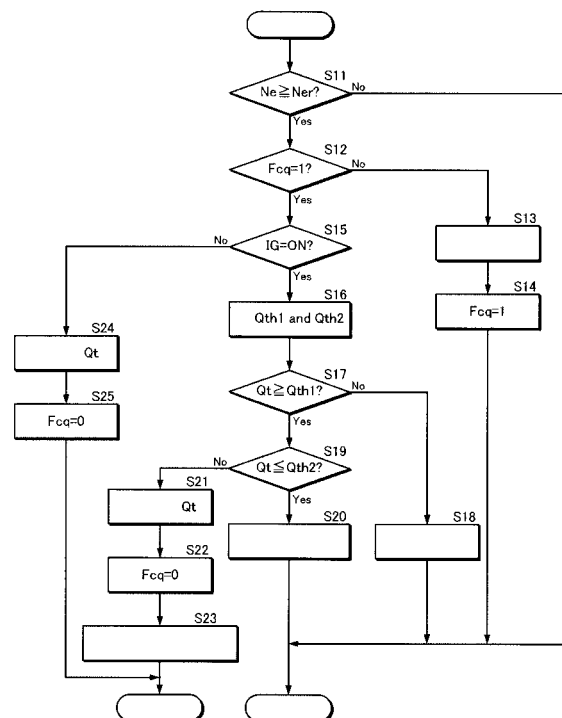 S11
Ne≧Ner?
No
Yes
S12
Fcq=1?
No
Yes
S15
IG=ON?
No
Yes
S13
S14
Fcq=1
S16
Qth1 and Qth2
S24
Qt
S25
Fcq=0
S17
Qt≧Qth1?
No
Yes
S19
Qt≦Qth2?
No
Yes
S21
Qt
S20
S18
S22
Fcq=0
S23